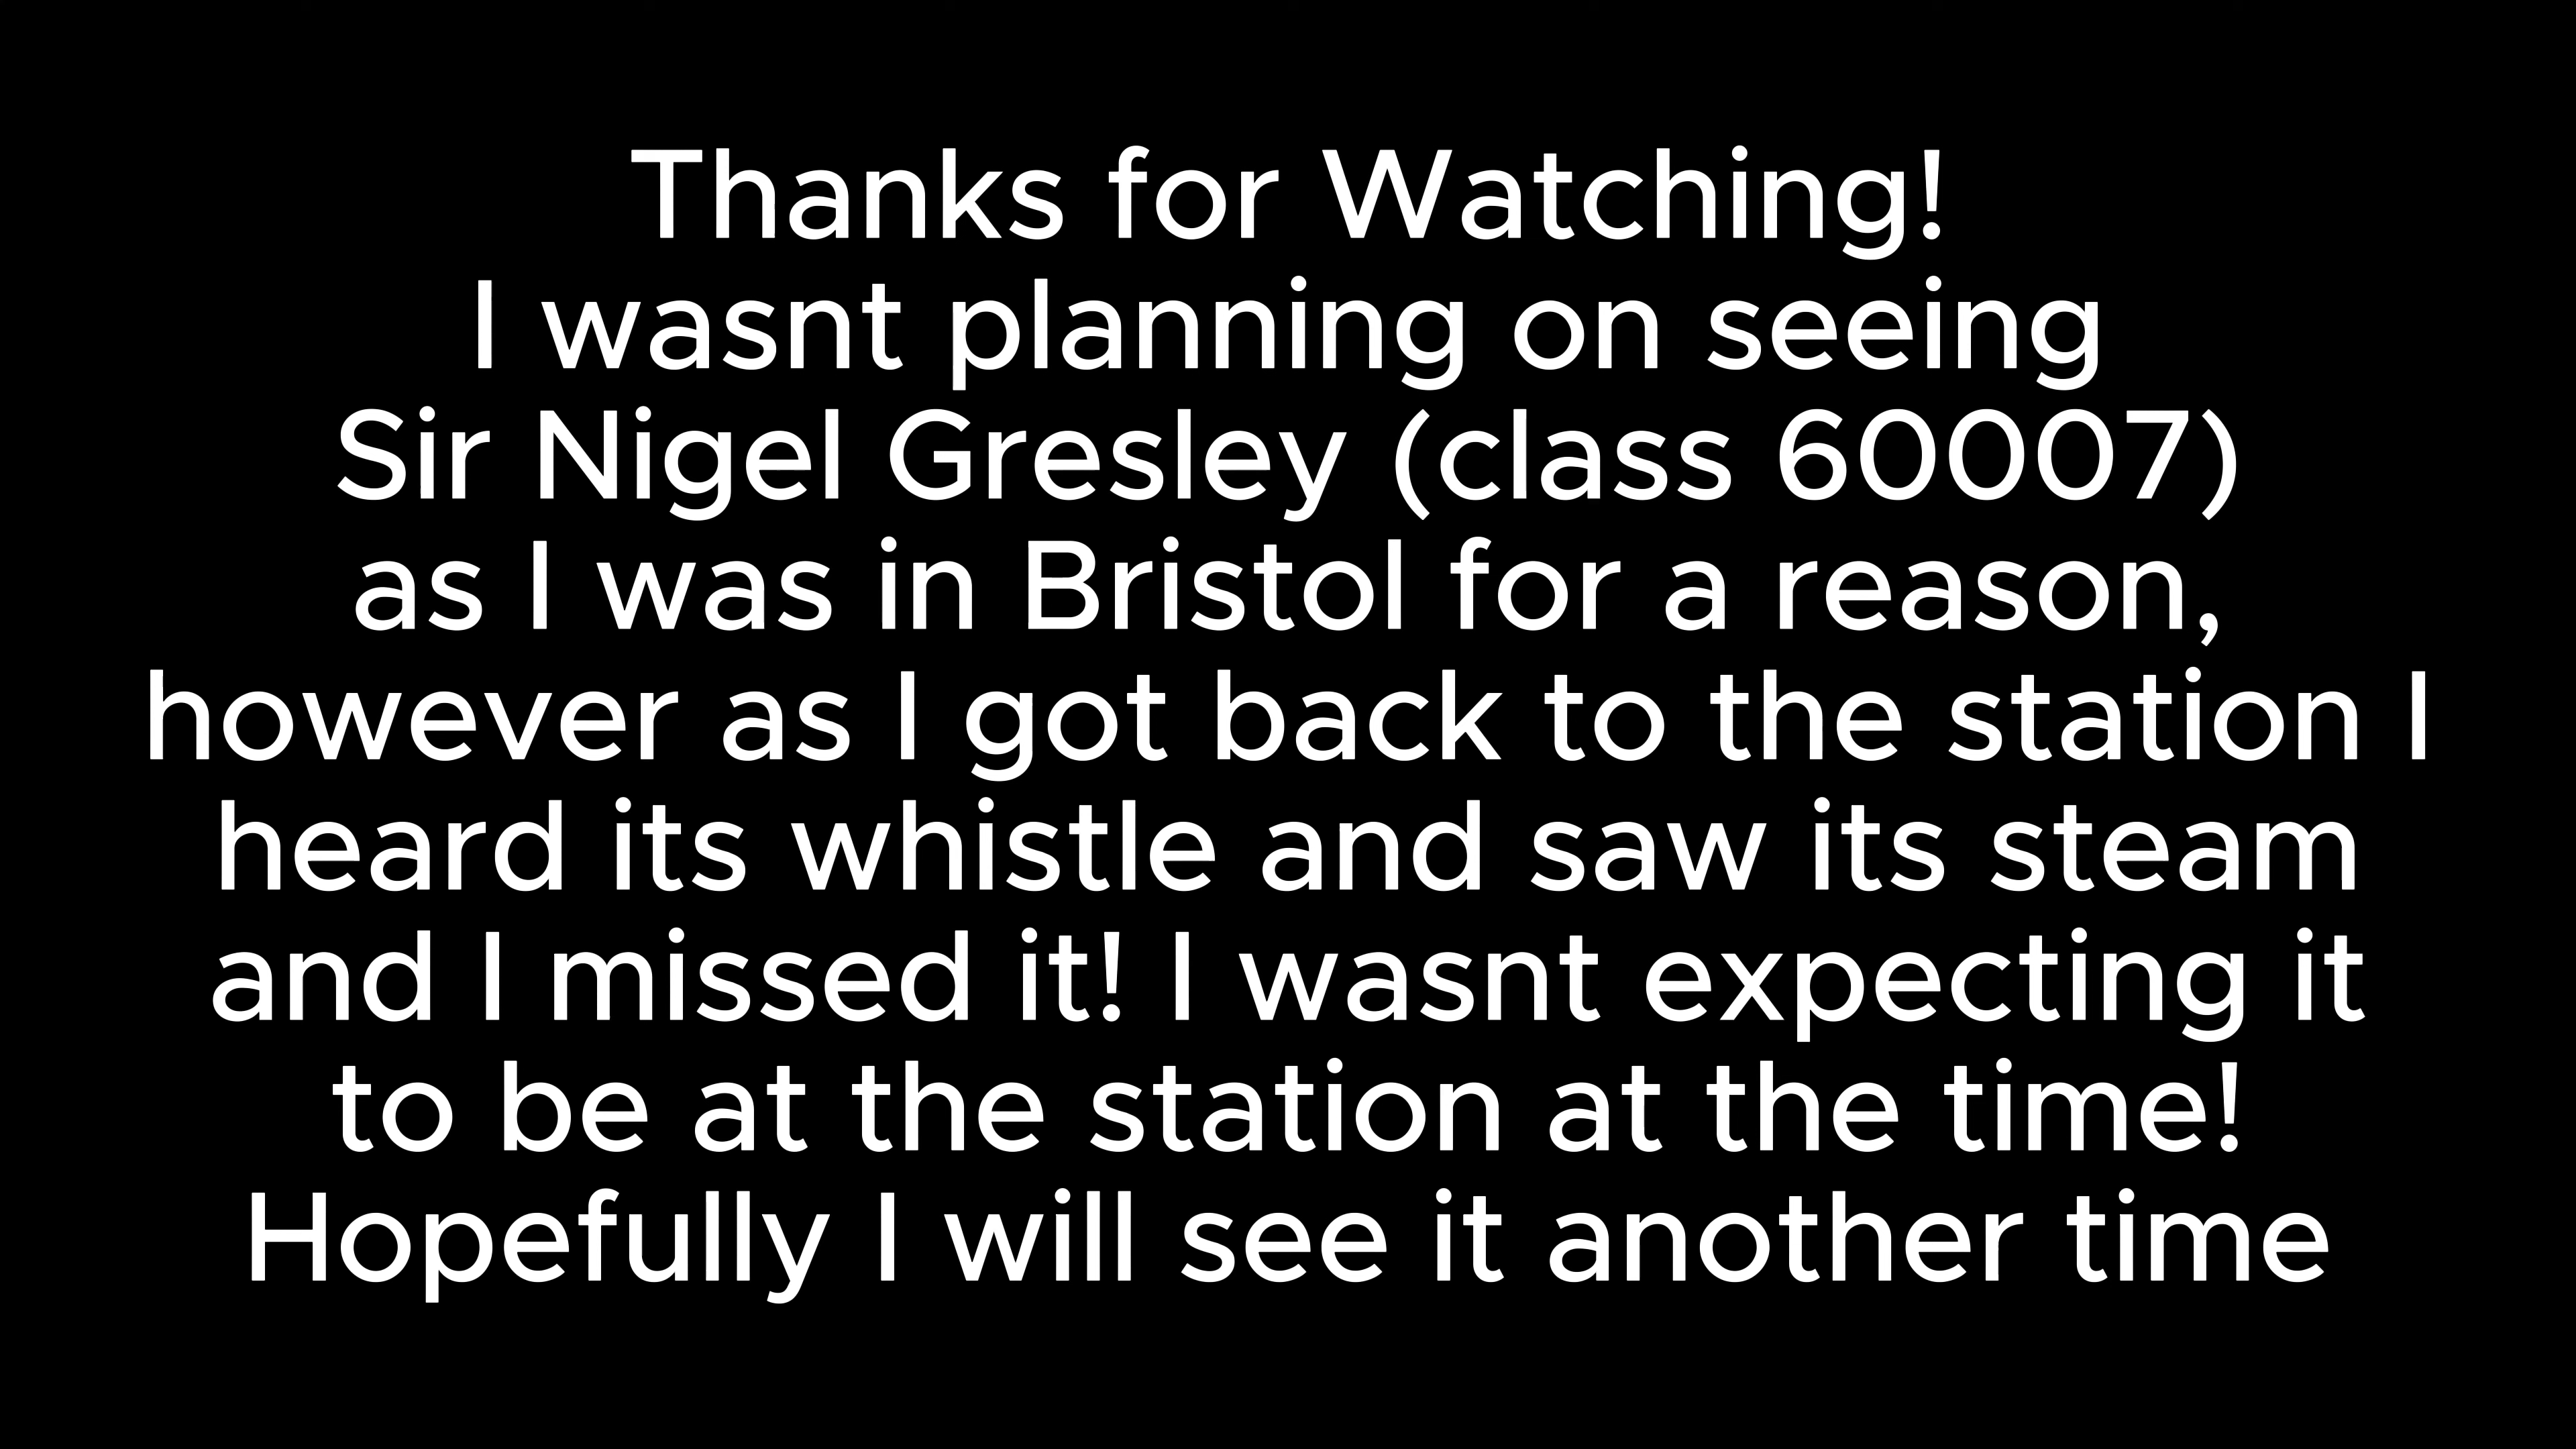 Thanks for Watching!
I wasnt planning on seeing
Sir Nigel Gresley (class 60007)
as I was in Bristol for a reason,
however as I got back to the station I
heard its whistle and saw its steam
and I missed it! I wasnt expecting it
to be at the station at the time!
Hopefully I will see it another time